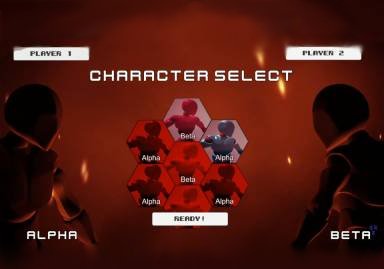 PLAYER 1
PLAYER 2
CHARACTER SELECT
Beta
Alpha
Alpha
Beta
Alpha
Alpha
READY!
ALPHA
BETA